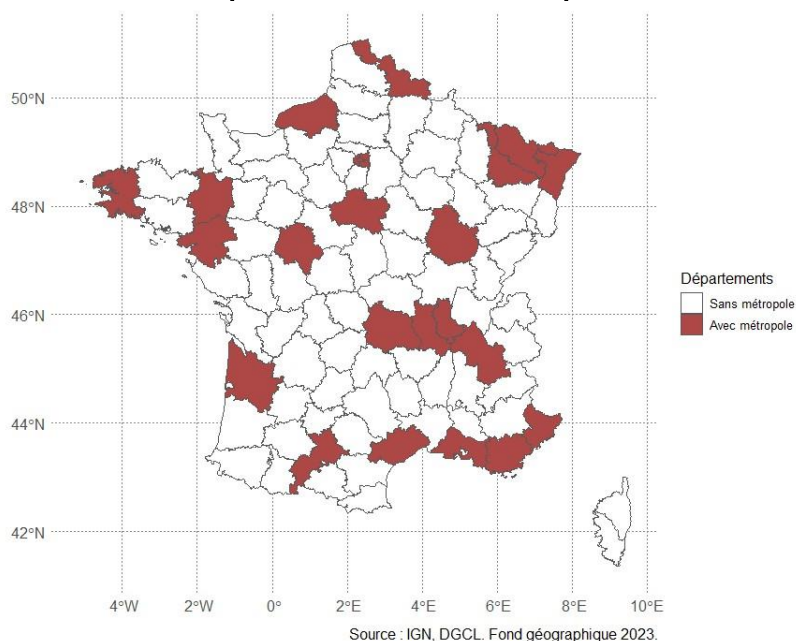 50°N
48°N
46°N
44°N
42°N
4°W
2°W
0°
2°E
4°E
6°E
8°E
10°E
Départements
Sans métropole
Avec métropole
Source : IGN, DGCL. Fond géographique 2023.